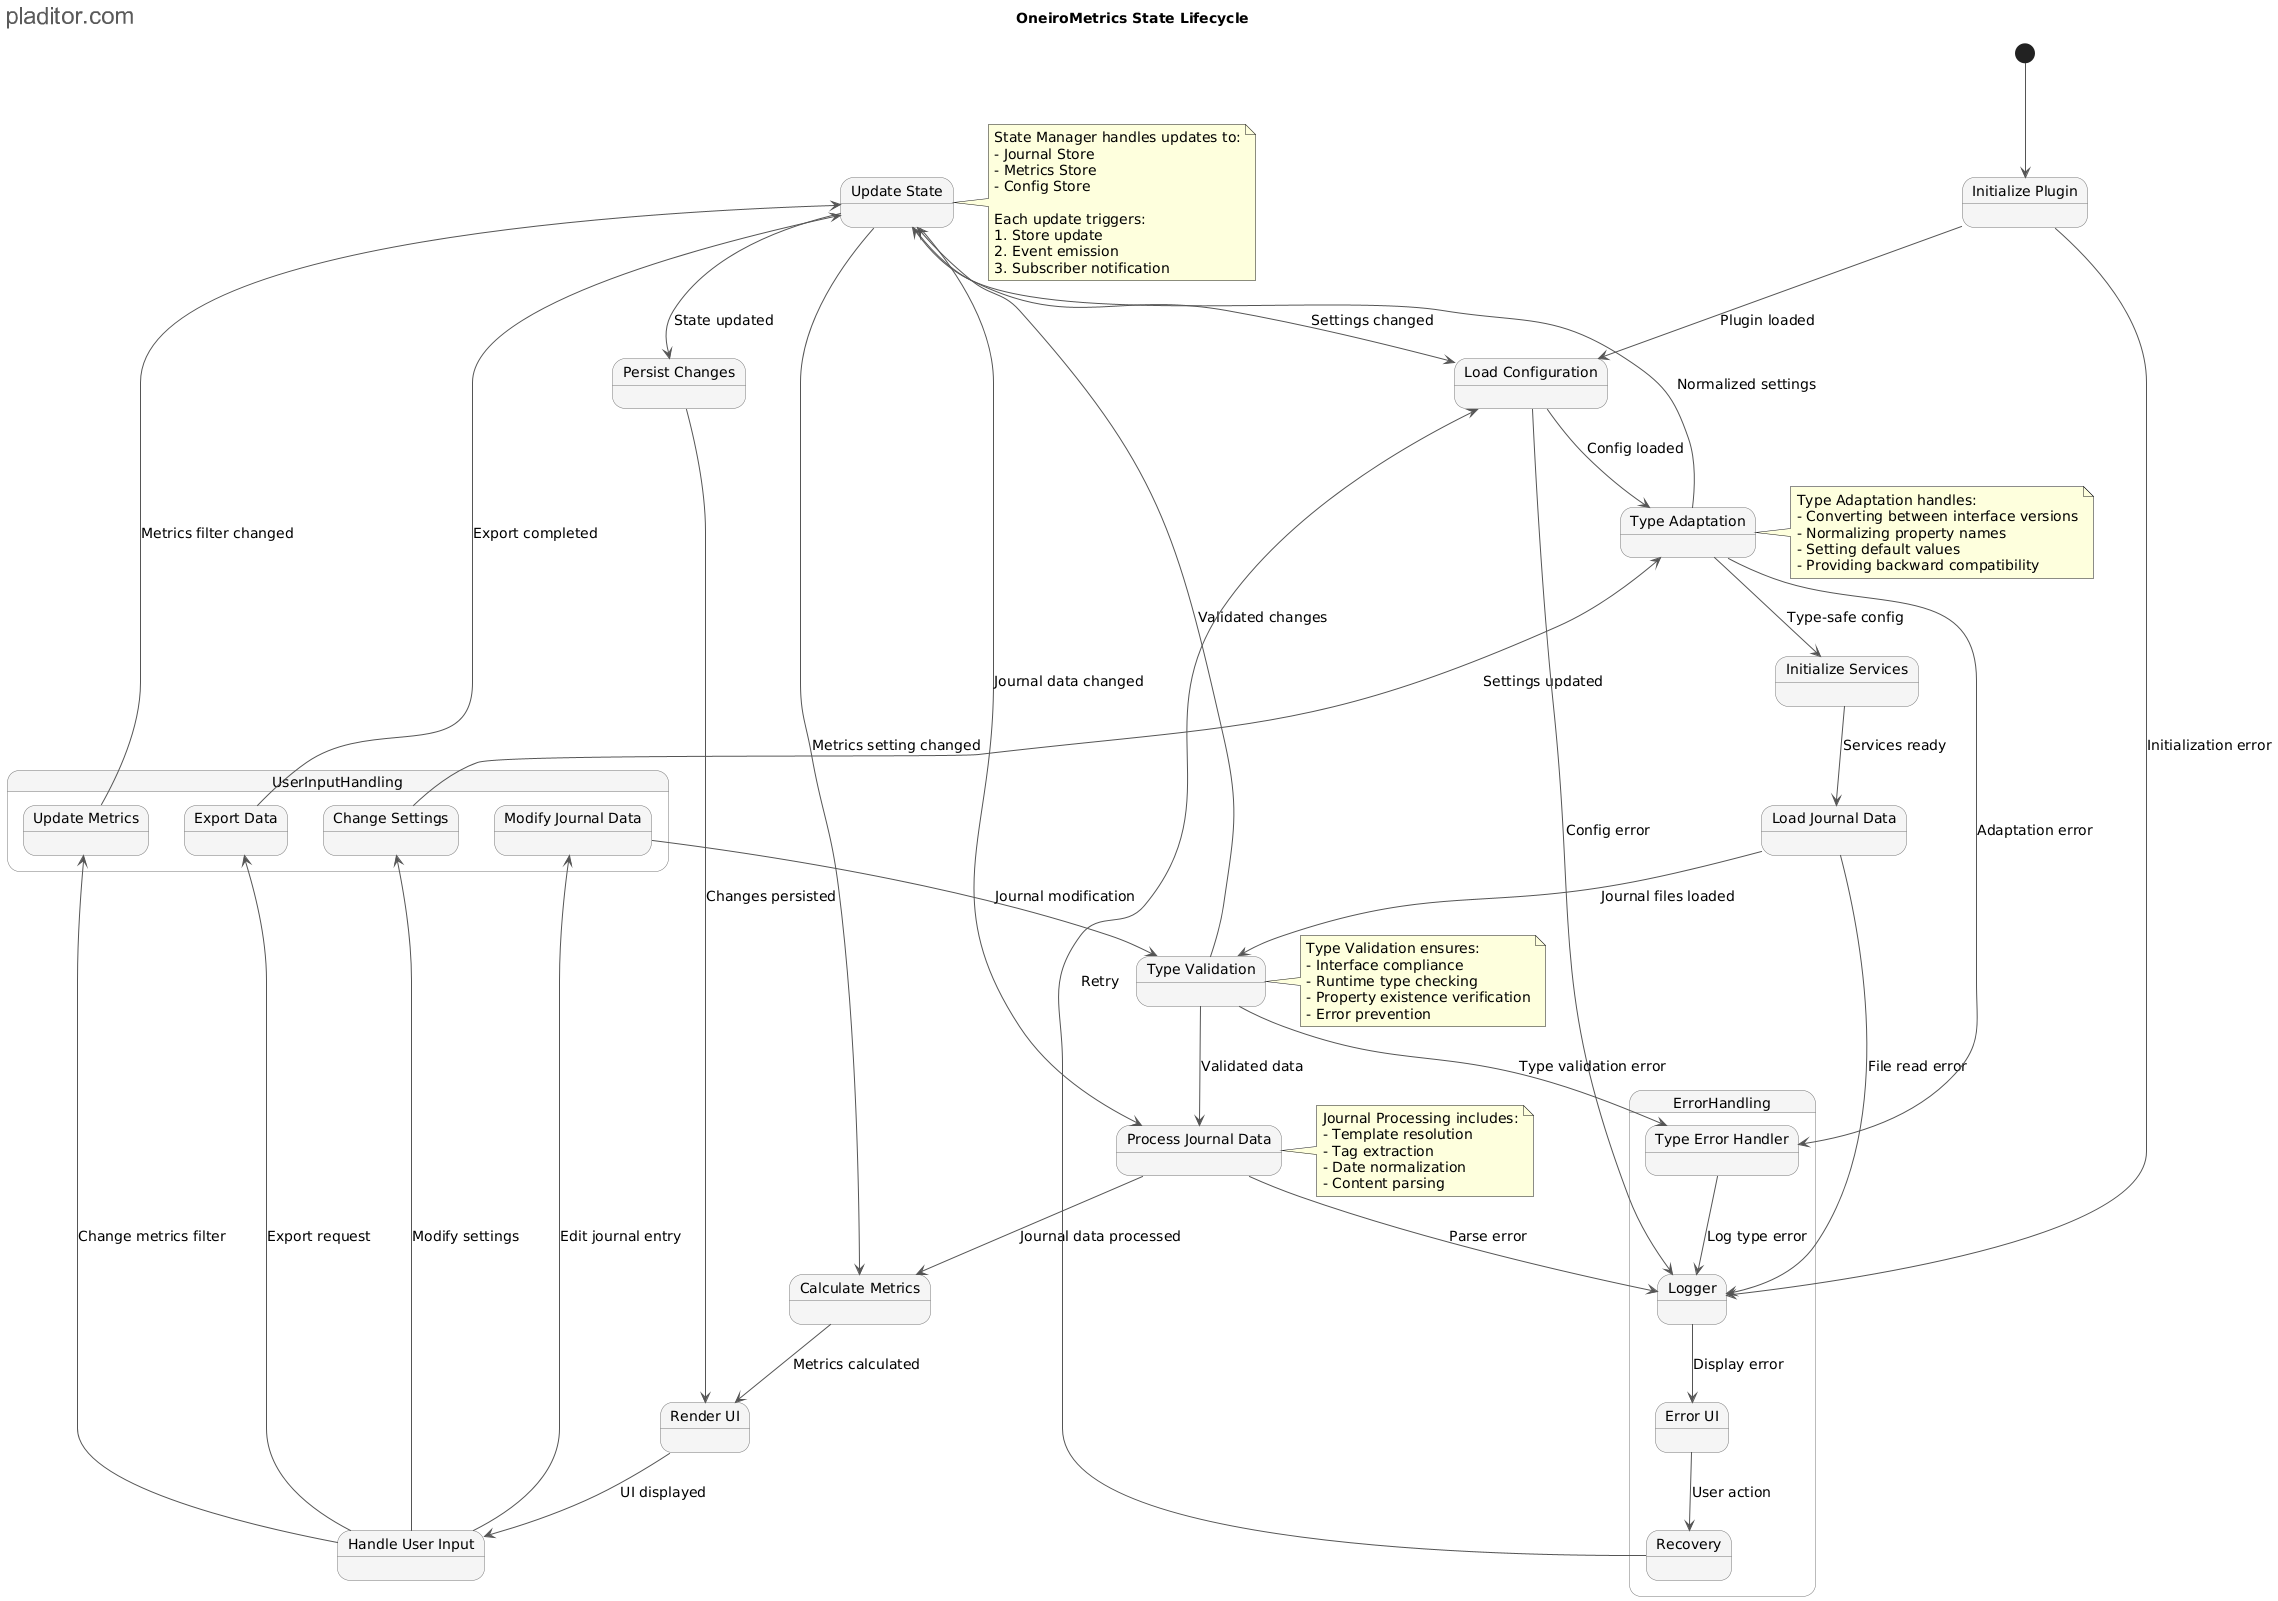 pladitor.com
OneiroMetrics State Lifecycle
State Manager handles updates to:
- Journal Store
- Metrics Store
- Config Store
Each update triggers:
1. Store update
2. Event emission
3. Subscriber notification
Update State
Initialize Plugin
State updated
Settings changed
Plugin loaded
Persist Changes
Load Configuration
Normalized settings
Config loaded
Type Adaptation handles:
- Converting between interface versions
- Normalizing property names
- Setting default values
- Providing backward compatibility
Type Adaptation
Metrics filter changed
Export completed
Validated changes
Type-safe config
Journal data changed
Settings updated
Initialize Services
Metrics setting changed
Services ready
Initialization error
UserInputHandling
Update Metrics
Export Data
Change Settings
Modify Journal Data
Load Journal Data
Config error
Adaptation error
Changes persisted
Journal modification
Journal files loaded
Type Validation ensures:
- Interface compliance
- Runtime type checking
- Property existence verification
- Error prevention
Type Validation
Retry
Validated data
Type validation error
File read error
ErrorHandling
Journal Processing includes:
- Template resolution
- Tag extraction
- Date normalization
- Content parsing
Process Journal Data
Type Error Handler
Change metrics filter
Export request
Modify settings
Edit journal entry
Journal data processed
Parse error
Log type error
Calculate Metrics
Logger
Metrics calculated
Display error
Render UI
Error UI
UI displayed
User action
Handle User Input
Recovery